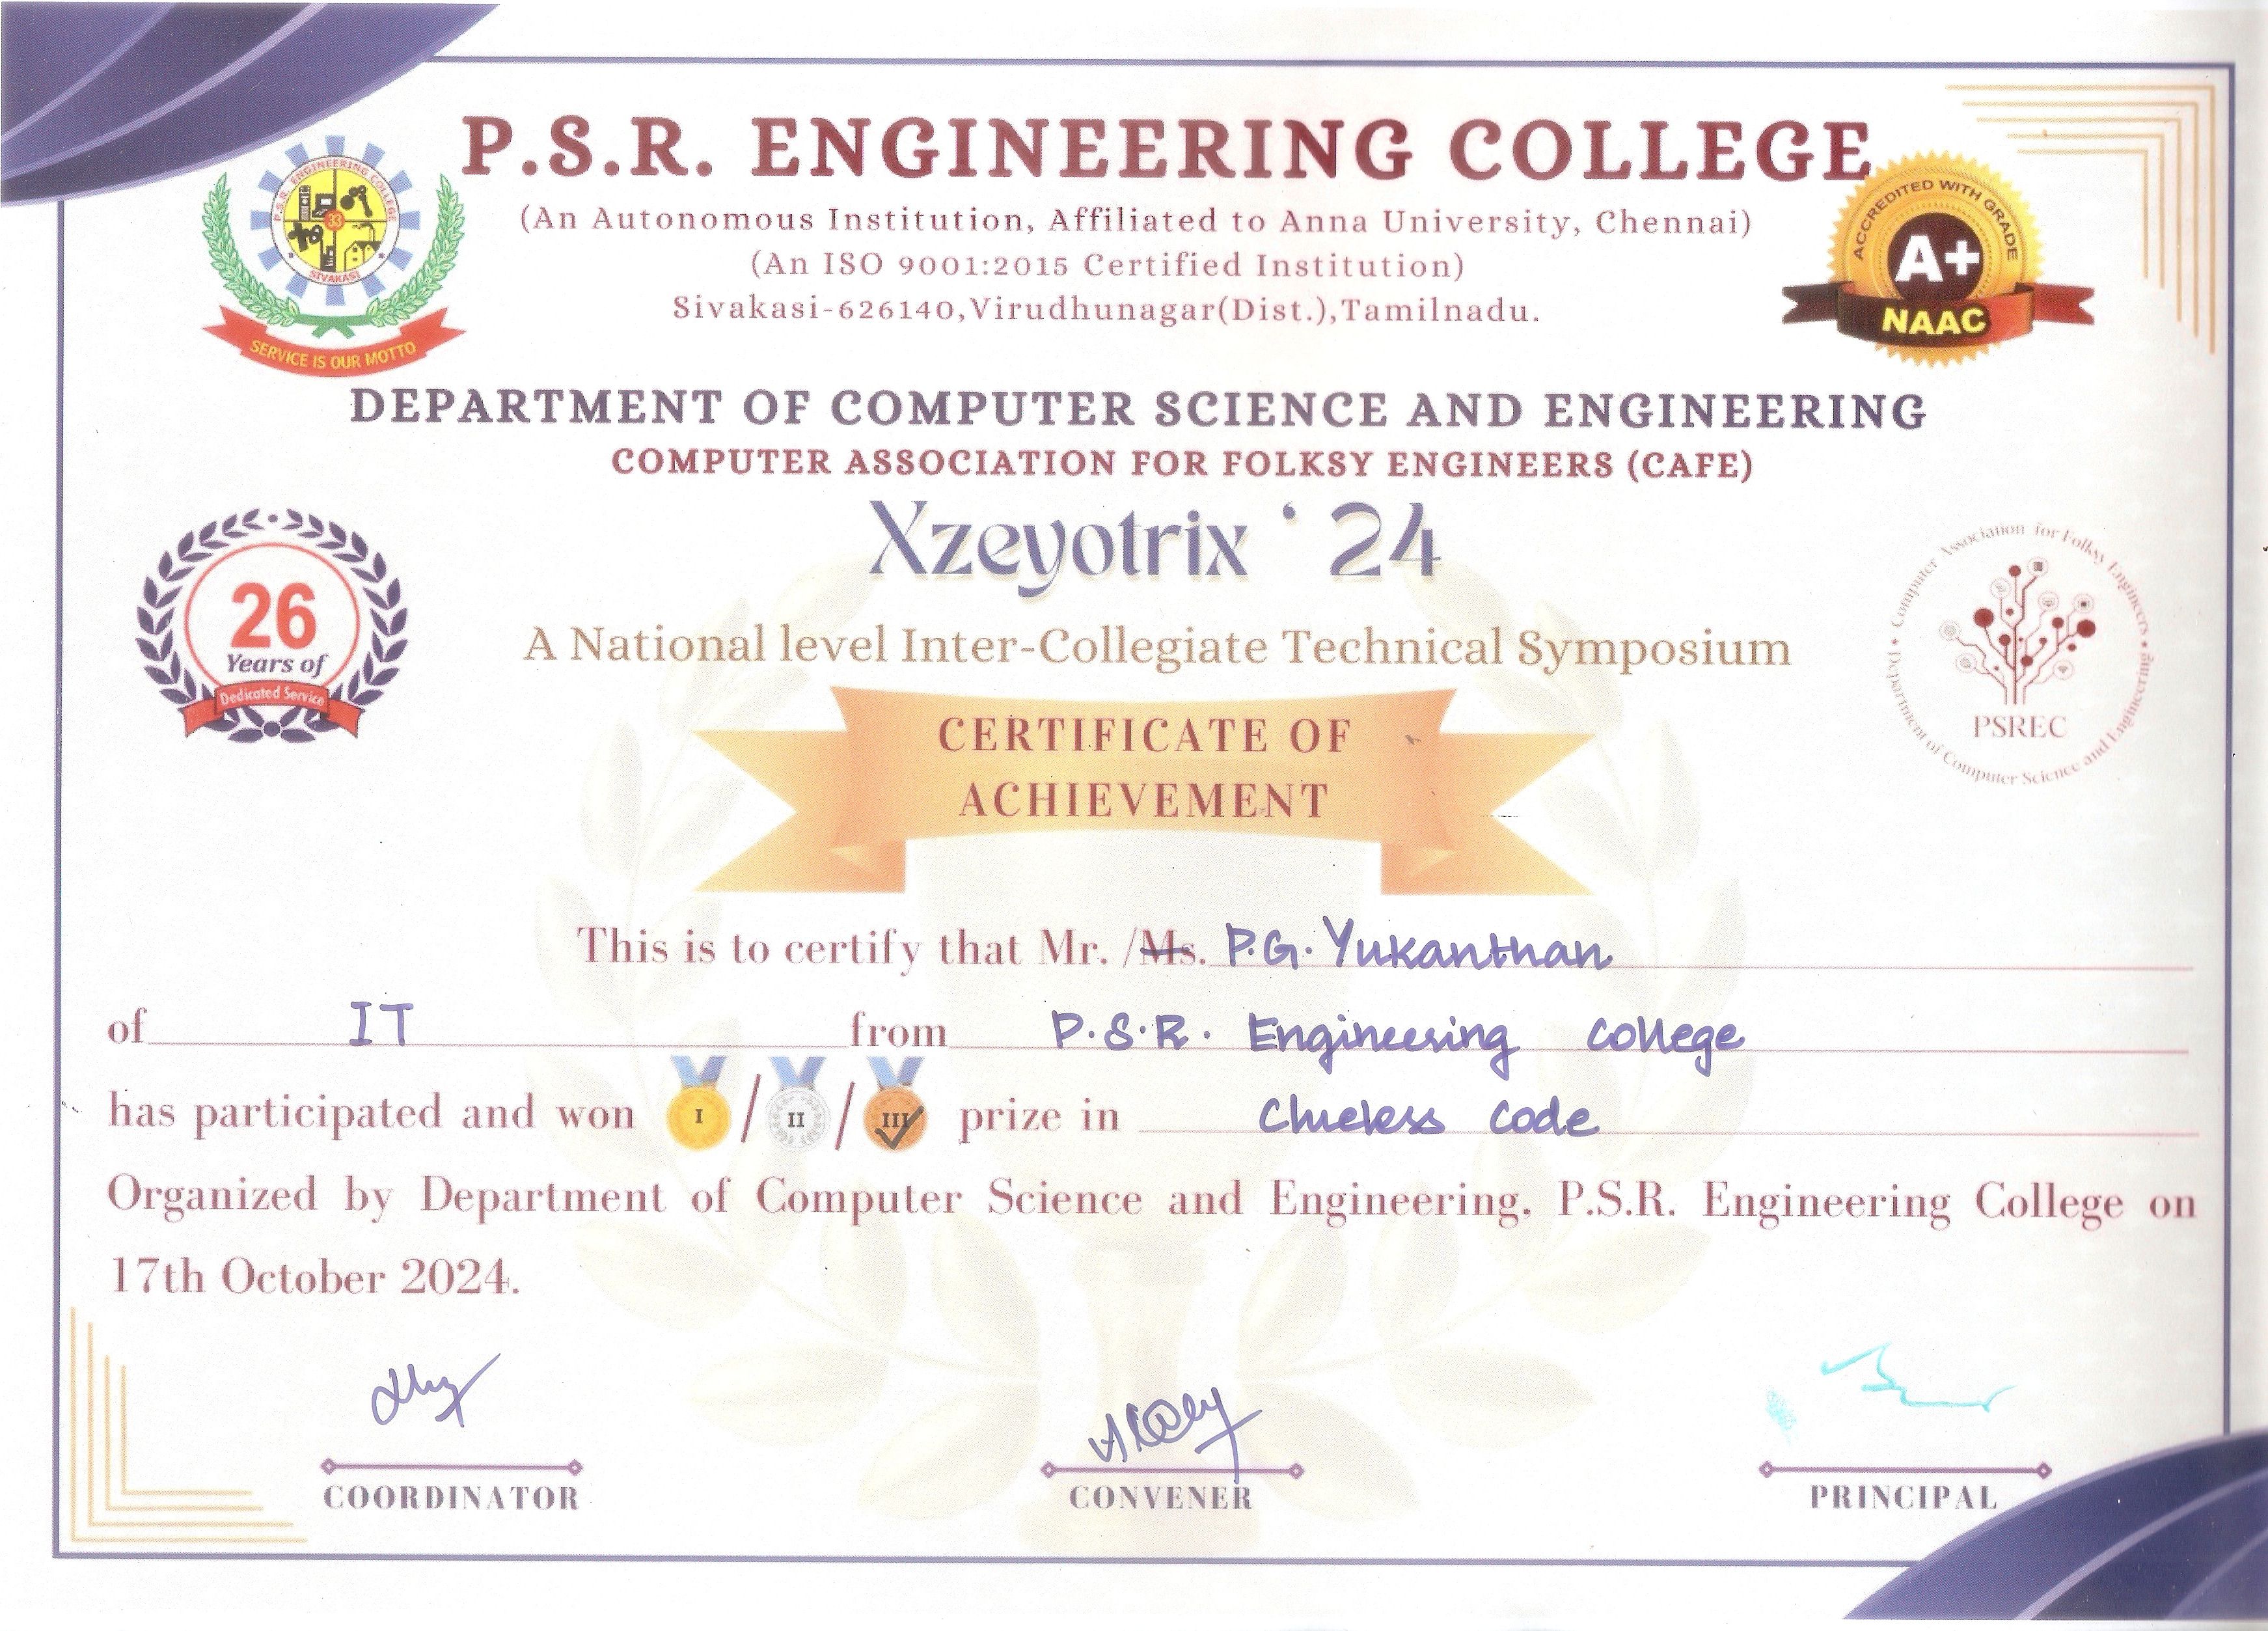 P.S.R. ENGINEERING COLLEGE
(An Autonomous Institution, Affiliated to Anna University, Chennai)
(An ISO 9001:2015 Certified Institution)
Sivakasi-626140,Virudhunagar(Dist.),Tamilnadu.
P.S.R. ENGINEERING COLLEGE
33
SIVAKASI
SERVICE IS OUR MOTTO
ACCREDITED WITH GRADE
A+
NAAC
DEPARTMENT OF COMPUTER SCIENCE AND ENGINEERING
COMPUTER ASSOCIATION FOR FOLKSY ENGINEERS (CAFE)
Xzeyotrix ‘ 24
A National level Inter-Collegiate Technical Symposium
26
Years of
Dedicated Service
Computer Association for Folksy Engineers
PSREC
Department of Computer Science and Engineering
CERTIFICATE OF
ACHIEVEMENT
This is to certify that Mr. /Ms. P.G. Yukanthan
of IT from P.S.R. Engineering College
has participated and won I / II / III prize in Clueless Code
Organized by Department of Computer Science and Engineering, P.S.R. Engineering College on
17th October 2024.
COORDINATOR CONVENER PRINCIPAL